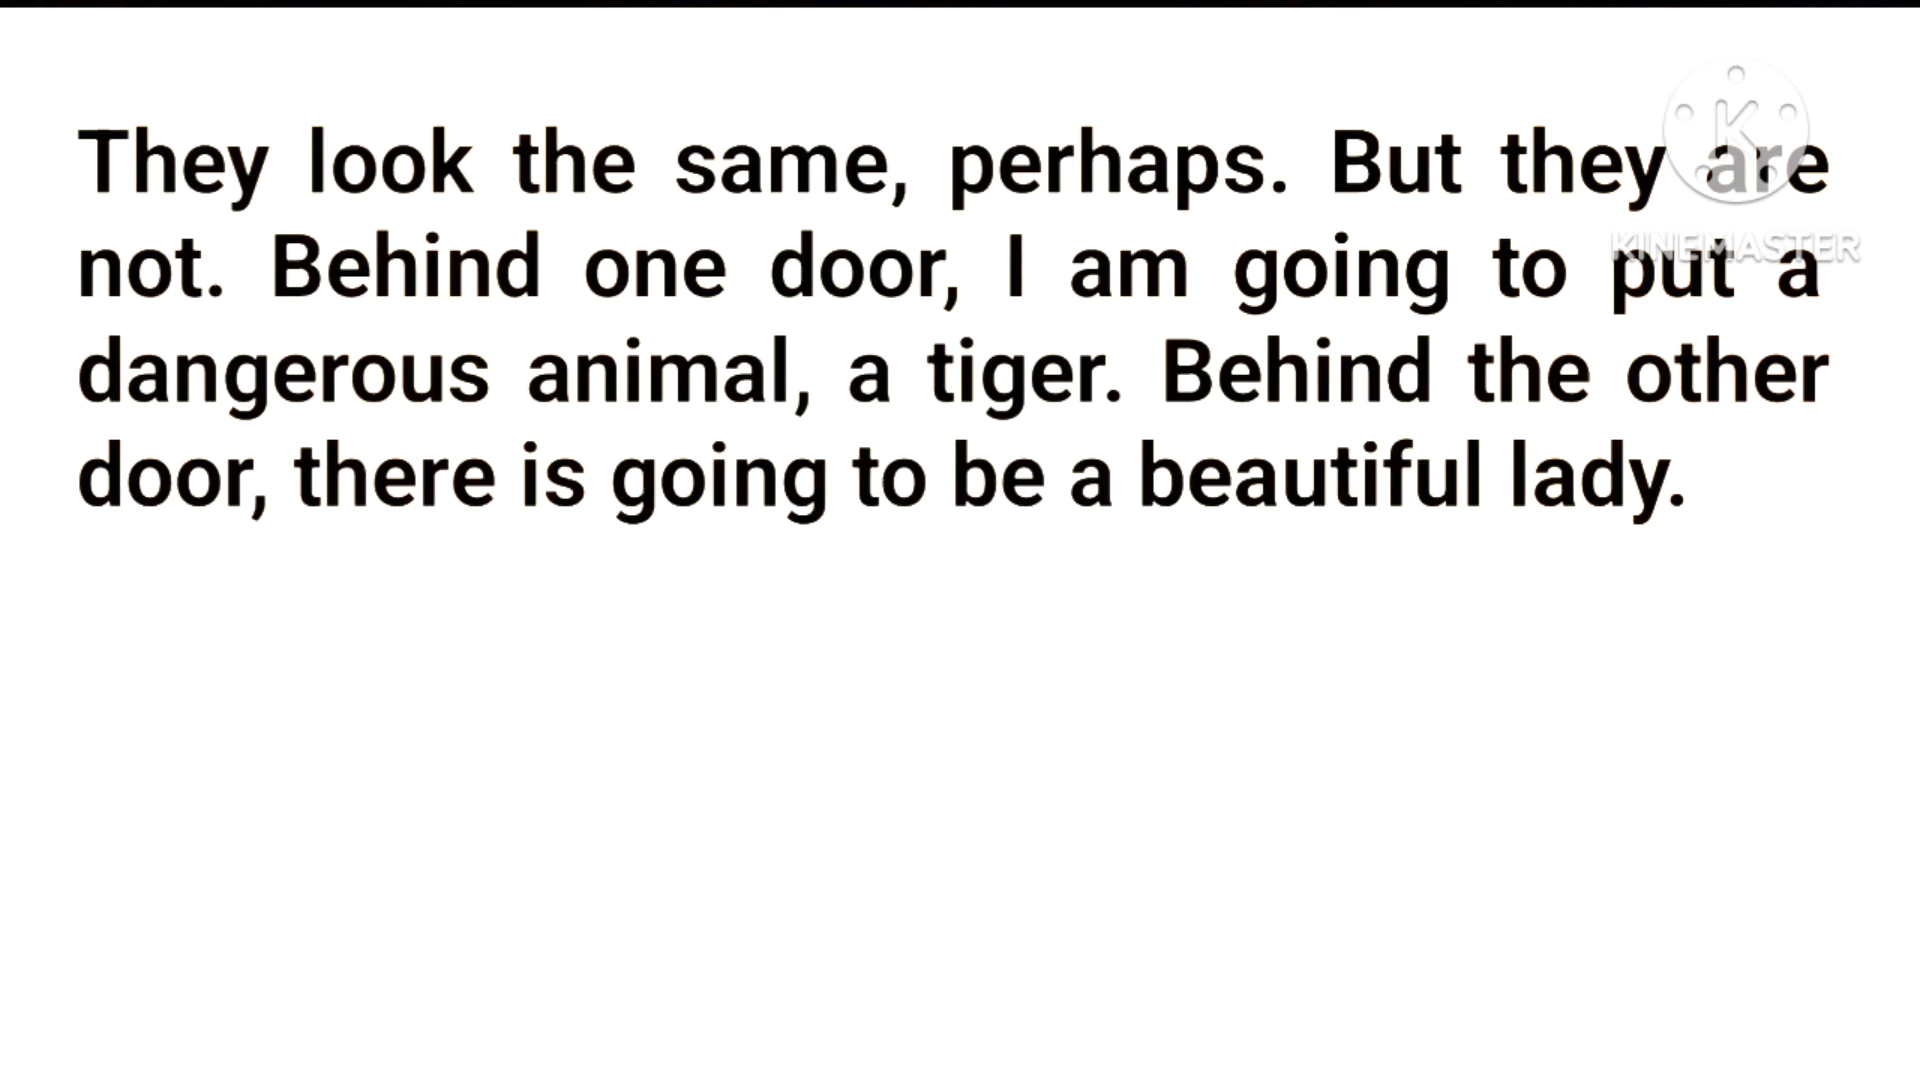 They look the same, perhaps. But they are
not. Behind one door, I am going to put a
dangerous animal, a tiger. Behind the other
door, there is going to be a beautiful lady.
K
KINEMASTER